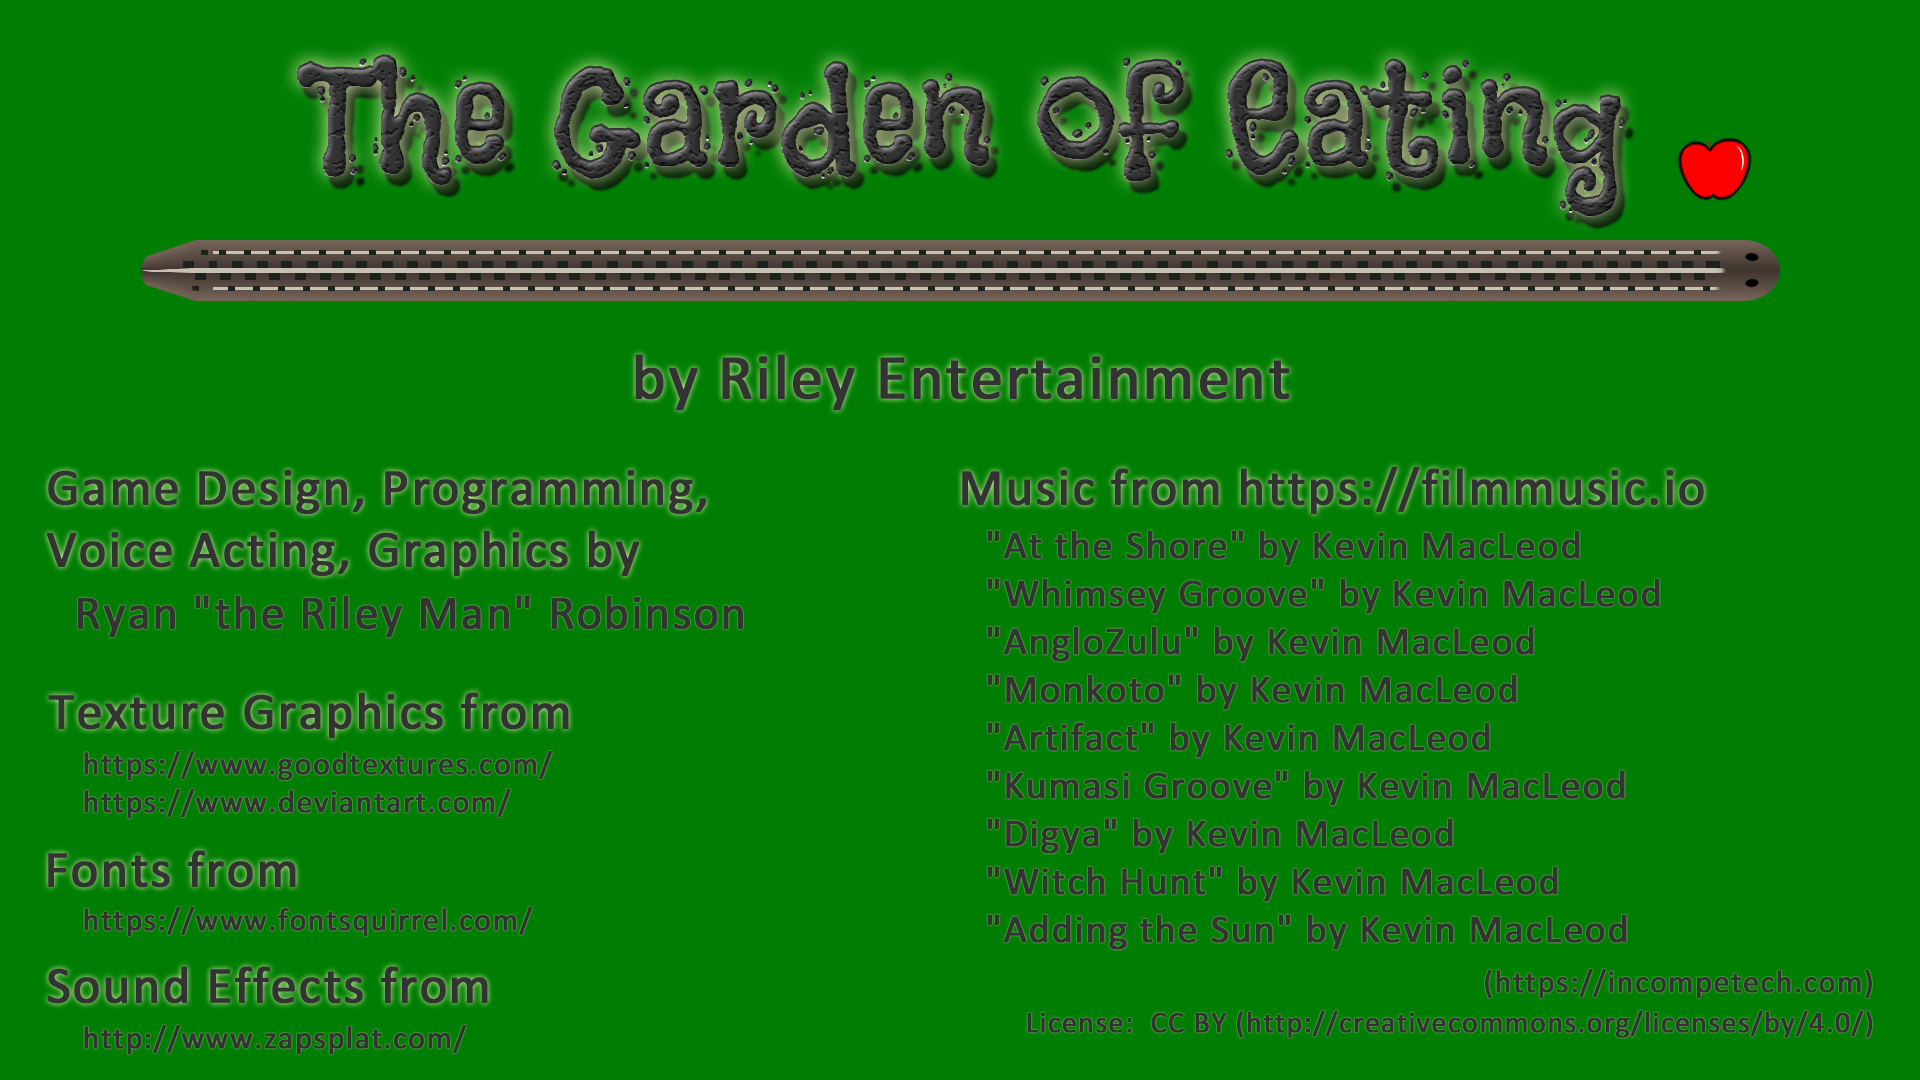 The Garden of Eating
by Riley Entertainment
Game Design, Programming,
Voice Acting, Graphics by
Ryan "the Riley Man" Robinson
Texture Graphics from
https://www.goodtextures.com/
https://www.deviantart.com/
Fonts from
https://www.fontsquirrel.com/
Sound Effects from
http://www.zapsplat.com/
Music from https://filmmusic.io
"At the Shore" by Kevin MacLeod
"Whimsey Groove" by Kevin MacLeod
"AngloZulu" by Kevin MacLeod
"Monkoto" by Kevin MacLeod
"Artifact" by Kevin MacLeod
"Kumasi Groove" by Kevin MacLeod
"Digya" by Kevin MacLeod
"Witch Hunt" by Kevin MacLeod
"Adding the Sun" by Kevin MacLeod
(https://incompetech.com)
License:  CC BY (http://creativecommons.org/licenses/by/4.0/)